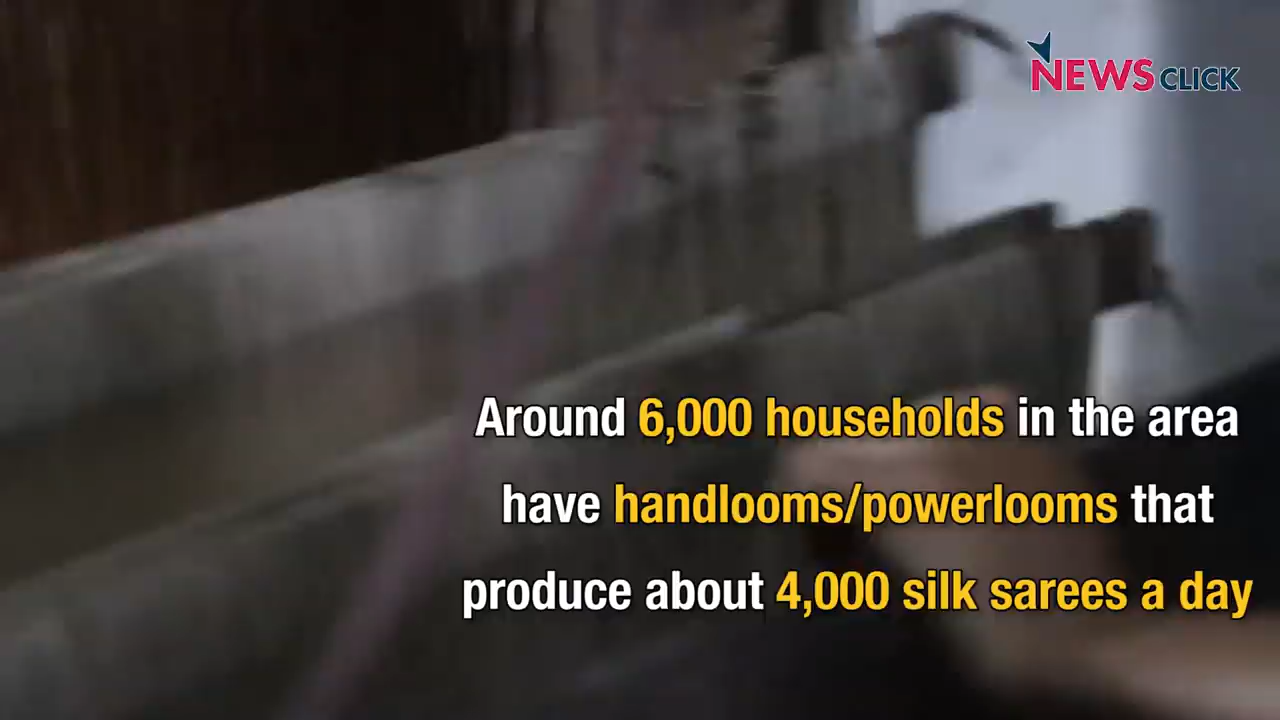 NEWSCLICK
Around 6,000 households in the area
have handlooms/powerlooms that
produce about 4,000 silk sarees a day